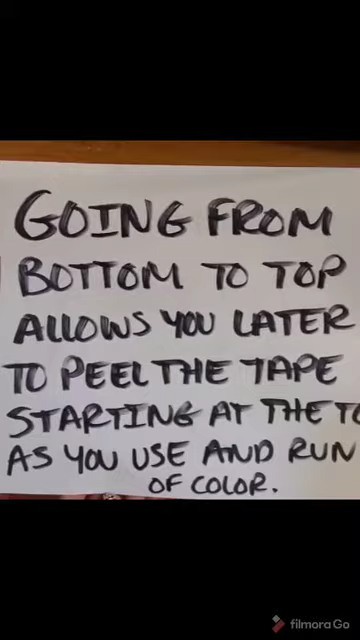 GOING FROM
BOTTOM TO TOP
ALLOWS YOU LATER
TO PEEL THE TAPE
STARTING AT THE
AS YOU USE AND RUN
OF COLOR.
filmoraGo